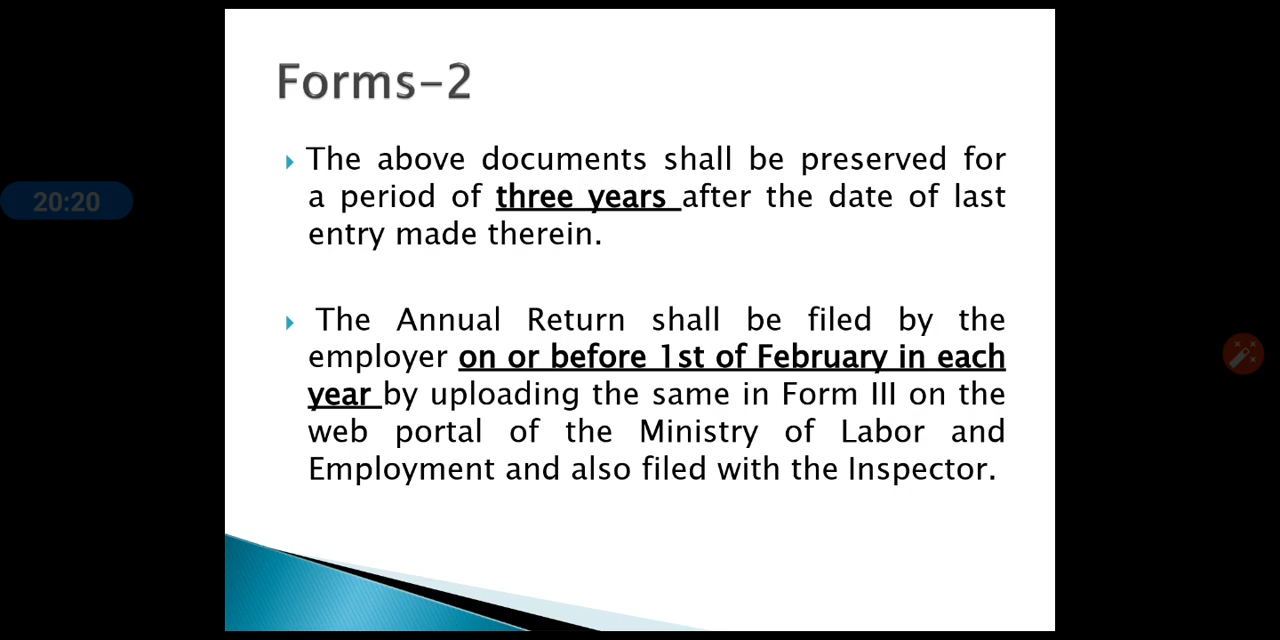 Forms-2
The above documents shall be preserved for
a period of three years after the date of last
entry made therein.
20:20
The Annual Return shall be filed by the
employer on or before 1st of February in each
year by uploading the same in Form III on the
web portal of the Ministry of Labor and
Employment and also filed with the Inspector.